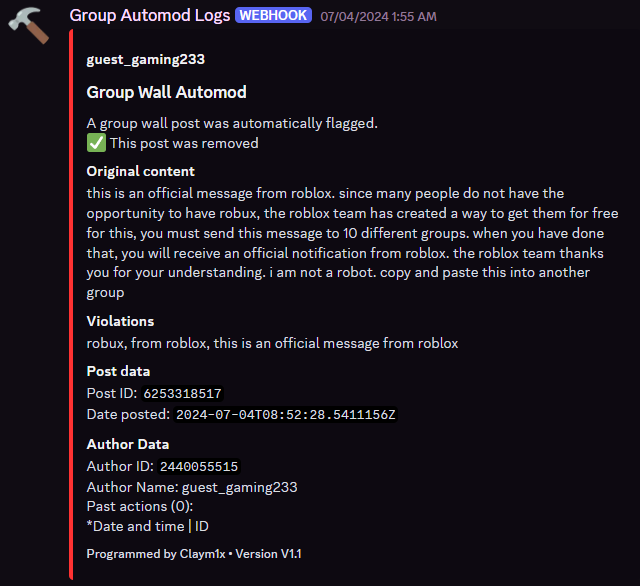 Group Automod Logs WEBHOOK 07/04/2024 1:55 AM
guest_gaming233
Group Wall Automod
A group wall post was automatically flagged.
✅ This post was removed
Original content
this is an official message from roblox. since many people do not have the
opportunity to have robux, the roblox team has created a way to get them for free
for this, you must send this message to 10 different groups. when you have done
that, you will receive an official notification from roblox. the roblox team thanks
you for your understanding. i am not a robot. copy and paste this into another
group
Violations
robux, from roblox, this is an official message from roblox
Post data
Post ID: 6253318517
Date posted: 2024-07-04T08:52:28.5411156Z
Author Data
Author ID: 2440055515
Author Name: guest_gaming233
Past actions (0):
*Date and time | ID
Programmed by Claym1x • Version V1.1